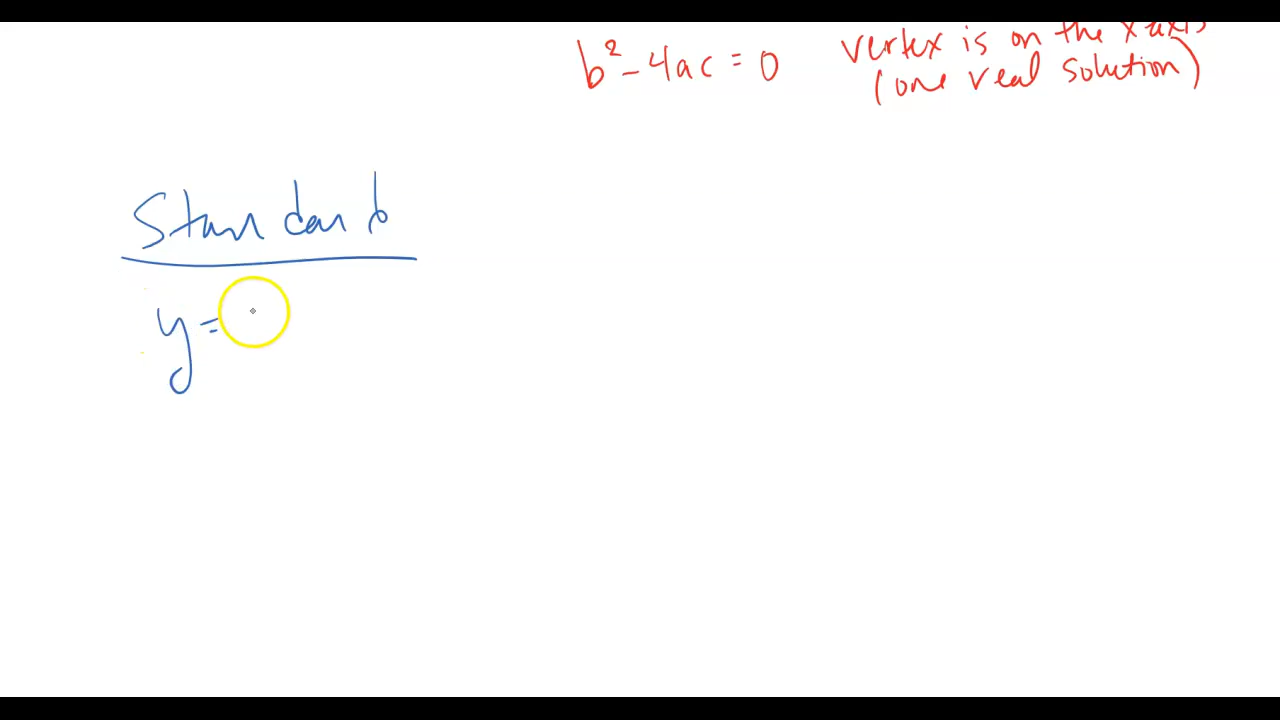 b² - 4ac = 0 vertex is on the x axis
(one real solution)
Standard
y =